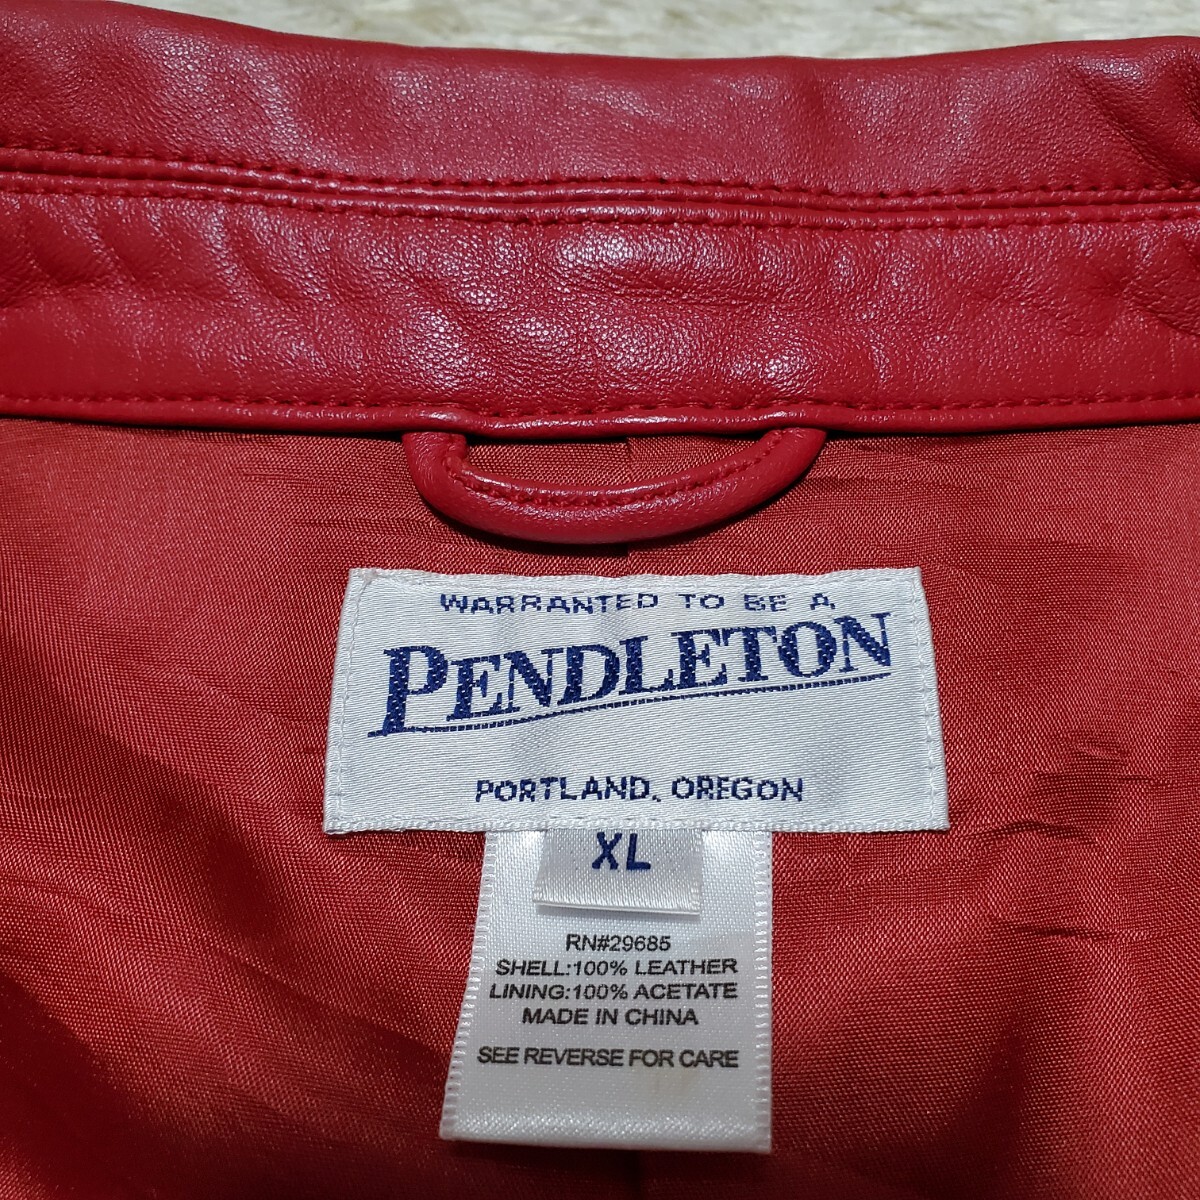 WARRANTED TO BE A
PENDLETON
PORTLAND, OREGON
XL
RN#29685
SHELL:100% LEATHER
LINING:100% ACETATE
MADE IN CHINA
SEE REVERSE FOR CARE